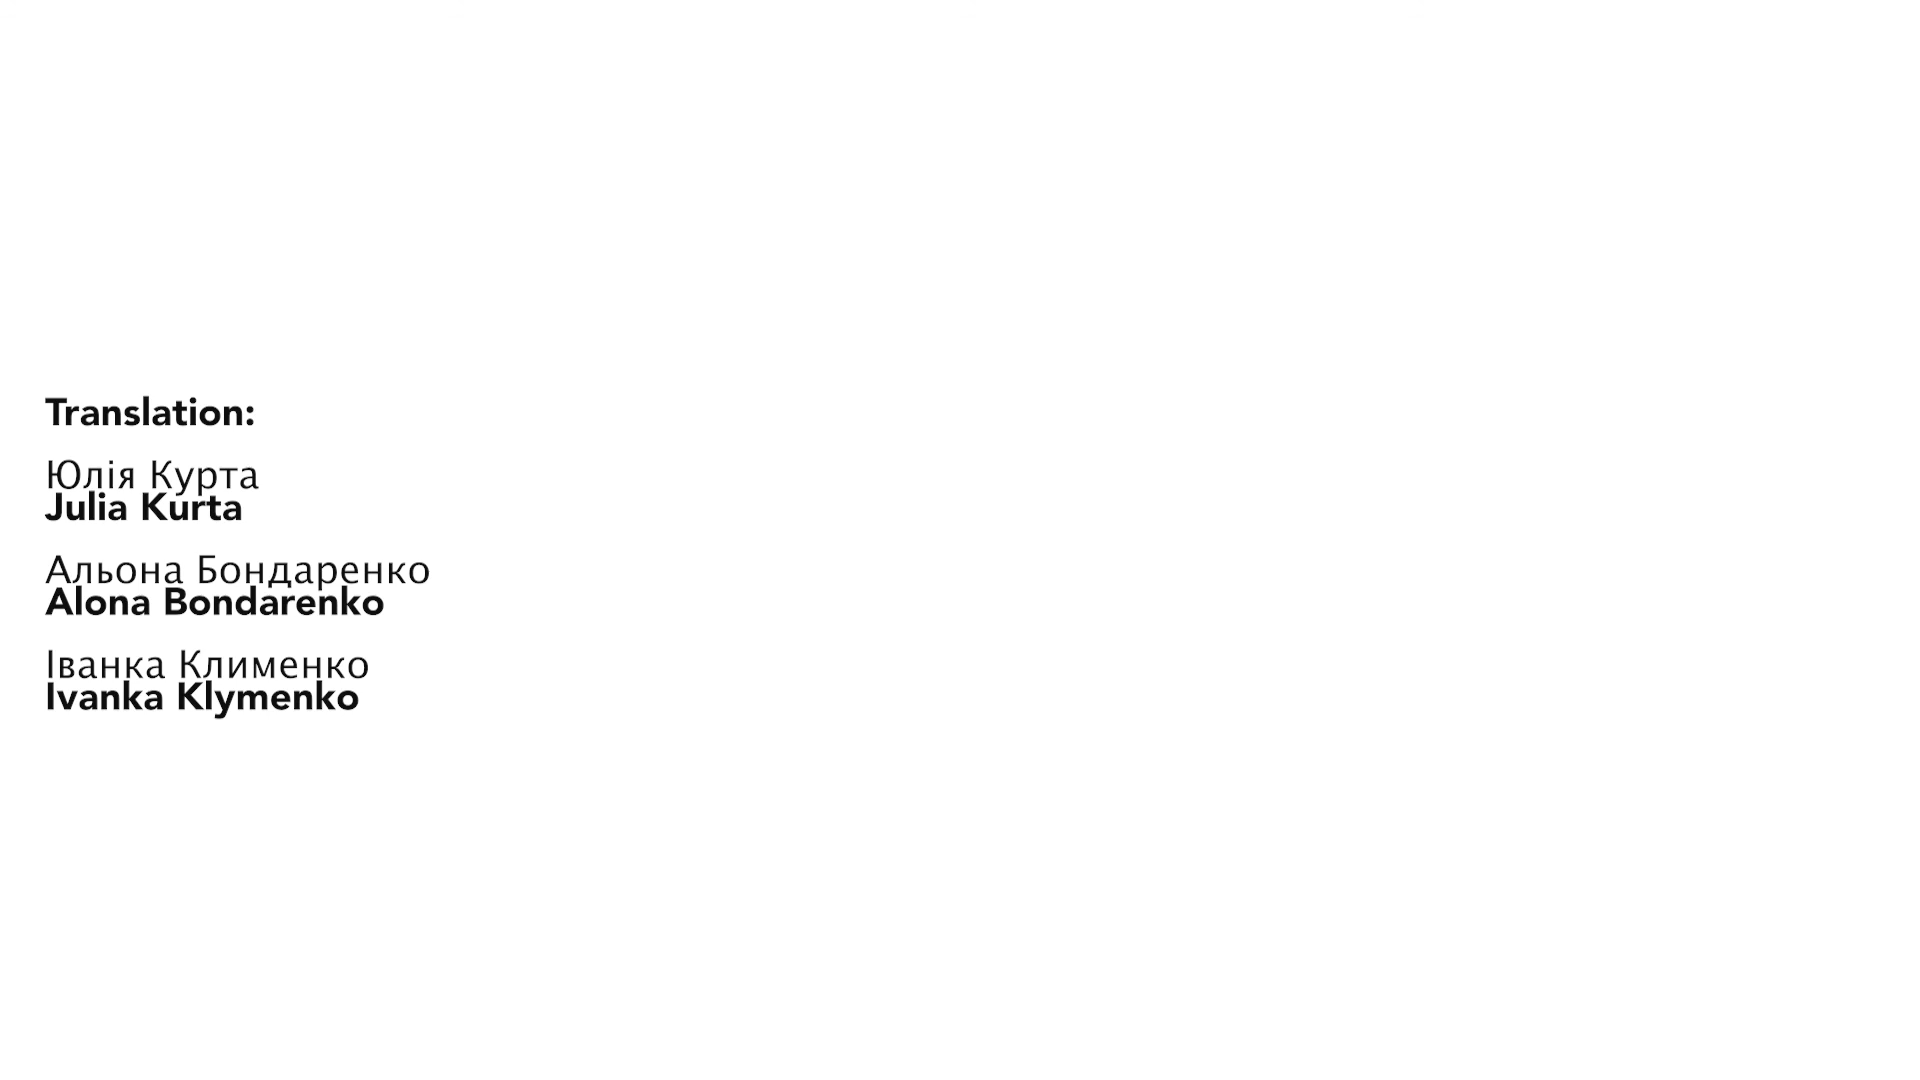 Translation:
Юлія Курта
Julia Kurta
Альона Бондаренко
Alona Bondarenko
Іванка Клименко
Ivanka Klymenko